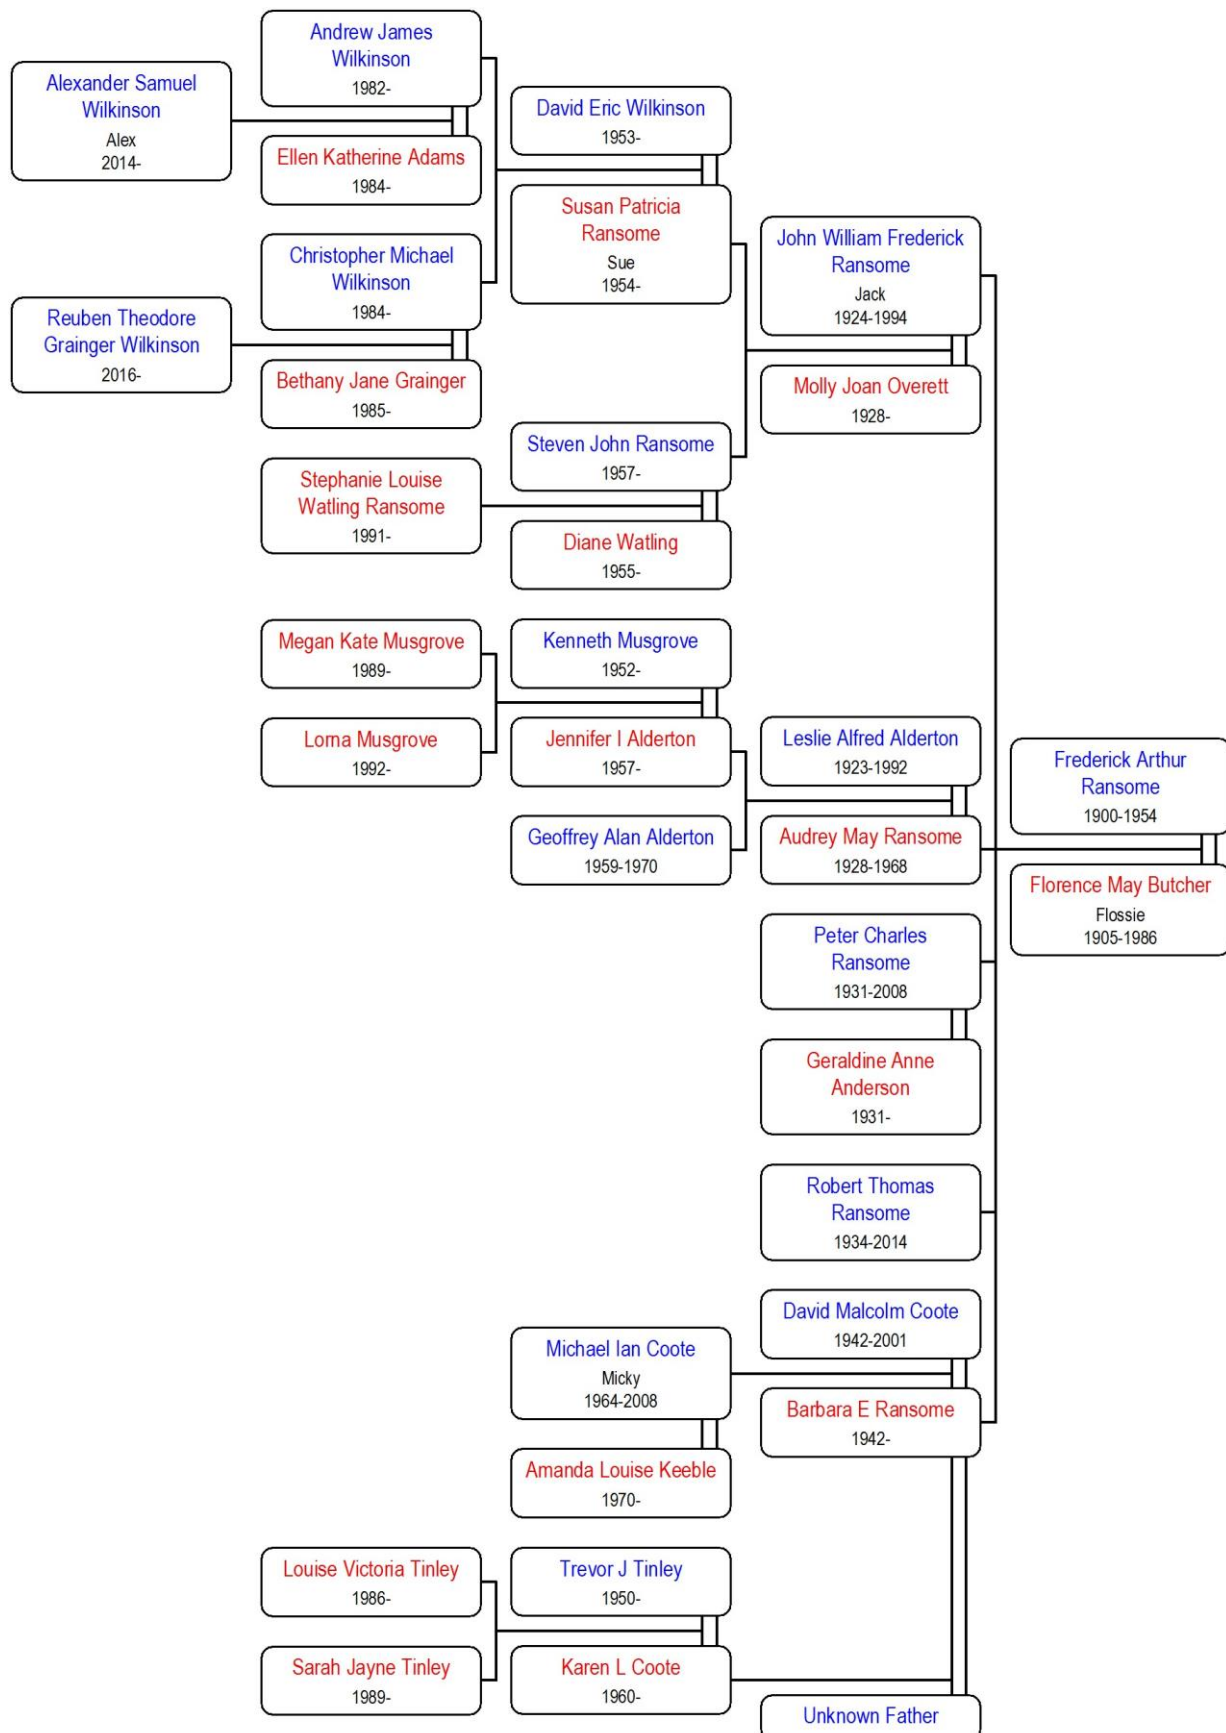 Andrew James
Wilkinson
1982-
Alexander Samuel
Wilkinson
Alex
2014-
David Eric Wilkinson
1953-
Ellen Katherine Adams
1984-
Susan Patricia
Ransome
Sue
1954-
John William Frederick
Ransome
Jack
1924-1994
Christopher Michael
Wilkinson
1984-
Reuben Theodore
Grainger Wilkinson
2016-
Bethany Jane Grainger
1985-
Molly Joan Overett
1928-
Steven John Ransome
1957-
Stephanie Louise
Watling Ransome
1991-
Diane Watling
1955-
Megan Kate Musgrove
1989-
Kenneth Musgrove
1952-
Lorna Musgrove
1992-
Jennifer I Alderton
1957-
Leslie Alfred Alderton
1923-1992
Frederick Arthur
Ransome
1900-1954
Geoffrey Alan Alderton
1959-1970
Audrey May Ransome
1928-1968
Florence May Butcher
Flossie
1905-1986
Peter Charles
Ransome
1931-2008
Geraldine Anne
Anderson
1931-
Robert Thomas
Ransome
1934-2014
David Malcolm Coote
1942-2001
Michael Ian Coote
Micky
1964-2008
Barbara E Ransome
1942-
Amanda Louise Keeble
1970-
Louise Victoria Tinley
1986-
Trevor J Tinley
1950-
Sarah Jayne Tinley
1989-
Karen L Coote
1960-
Unknown Father